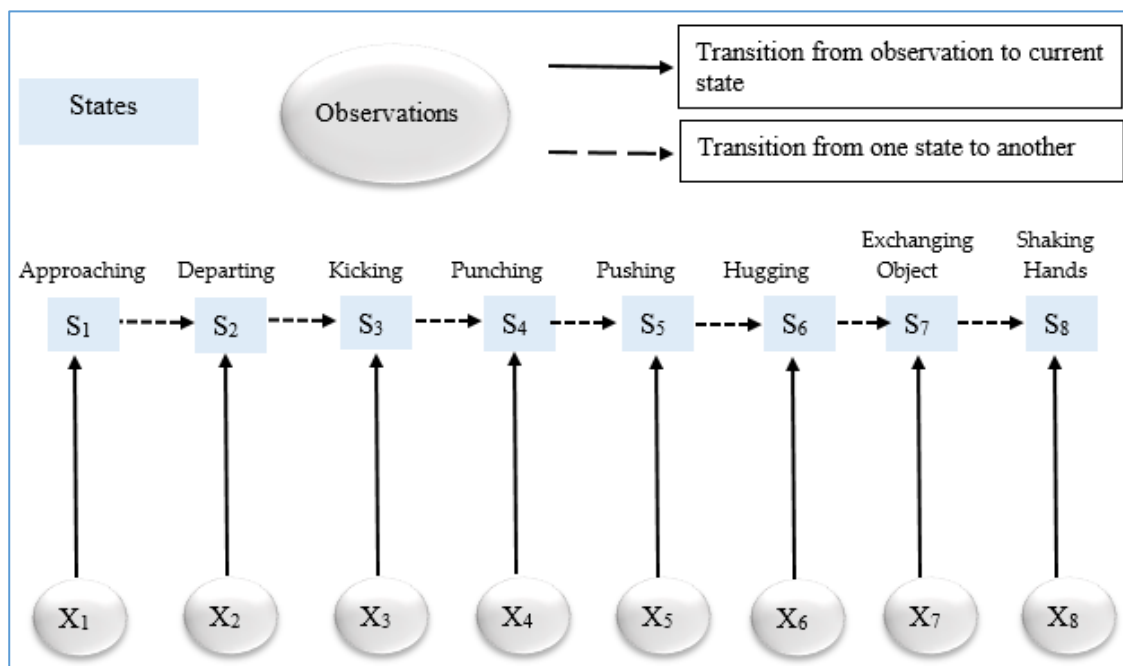 Transition from observation to current
state
States
Observations
Transition from one state to another
Approaching
Departing
Kicking
Punching
Pushing
Hugging
Exchanging
Object
Shaking
Hands
S1
S2
S3
S4
S5
S6
S7
S8
X1
X2
X3
X4
X5
X6
X7
X8